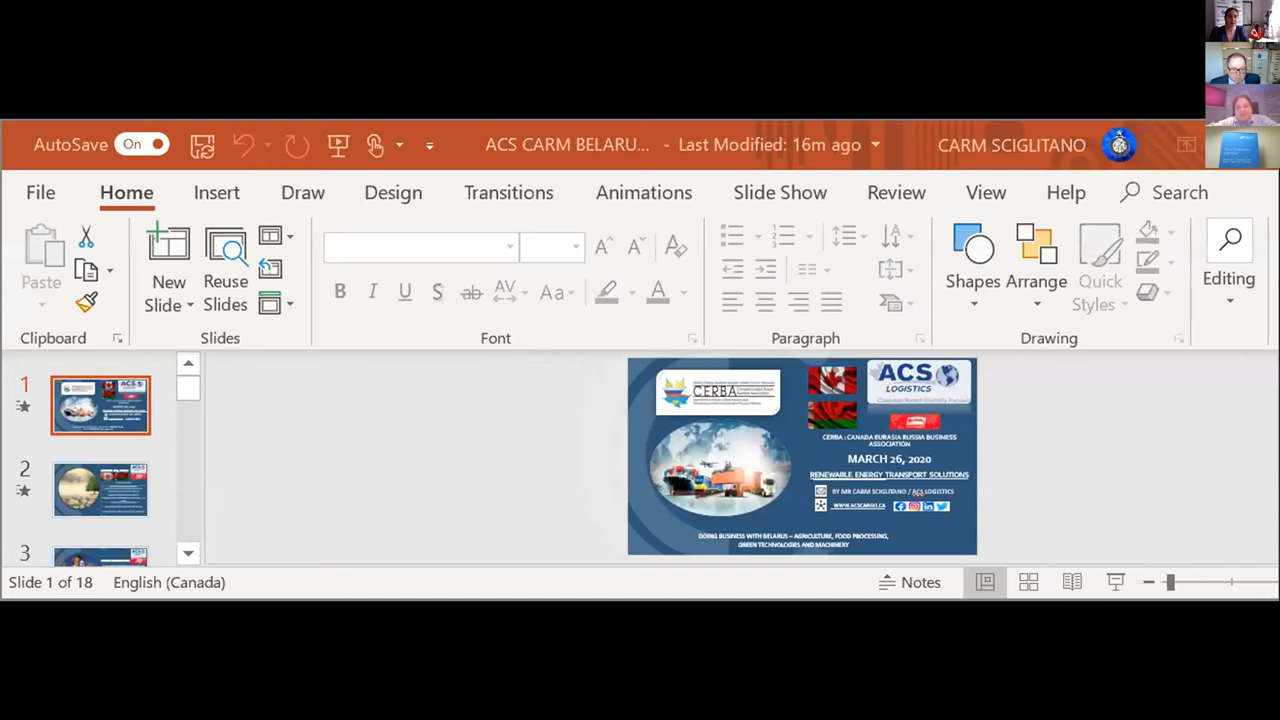 AutoSave On ACS CARM BELARU... - Last Modified: 16m ago CARM SCIGLITANO
File Home Insert Draw Design Transitions Animations Slide Show Review View Help Search
Paste
New
Slide
Reuse
Slides
B I U S ab AV Aa A
Shapes Arrange
Quick
Styles
Editing
Clipboard Slides Font Paragraph Drawing
1
2
3
CERBA
ACS
LOGISTICS
CERBA : CANADA EURASIA RUSSIA BUSINESS
ASSOCIATION
MARCH 26, 2020
RENEWABLE ENERGY TRANSPORT SOLUTIONS
BY MR CARM SCIGLITANO / ACS LOGISTICS
WWW.ACSCARGO.CA
DOING BUSINESS WITH BELARUS – AGRICULTURE, FOOD PROCESSING,
GREEN TECHNOLOGIES AND MACHINERY
Slide 1 of 18 English (Canada) Notes